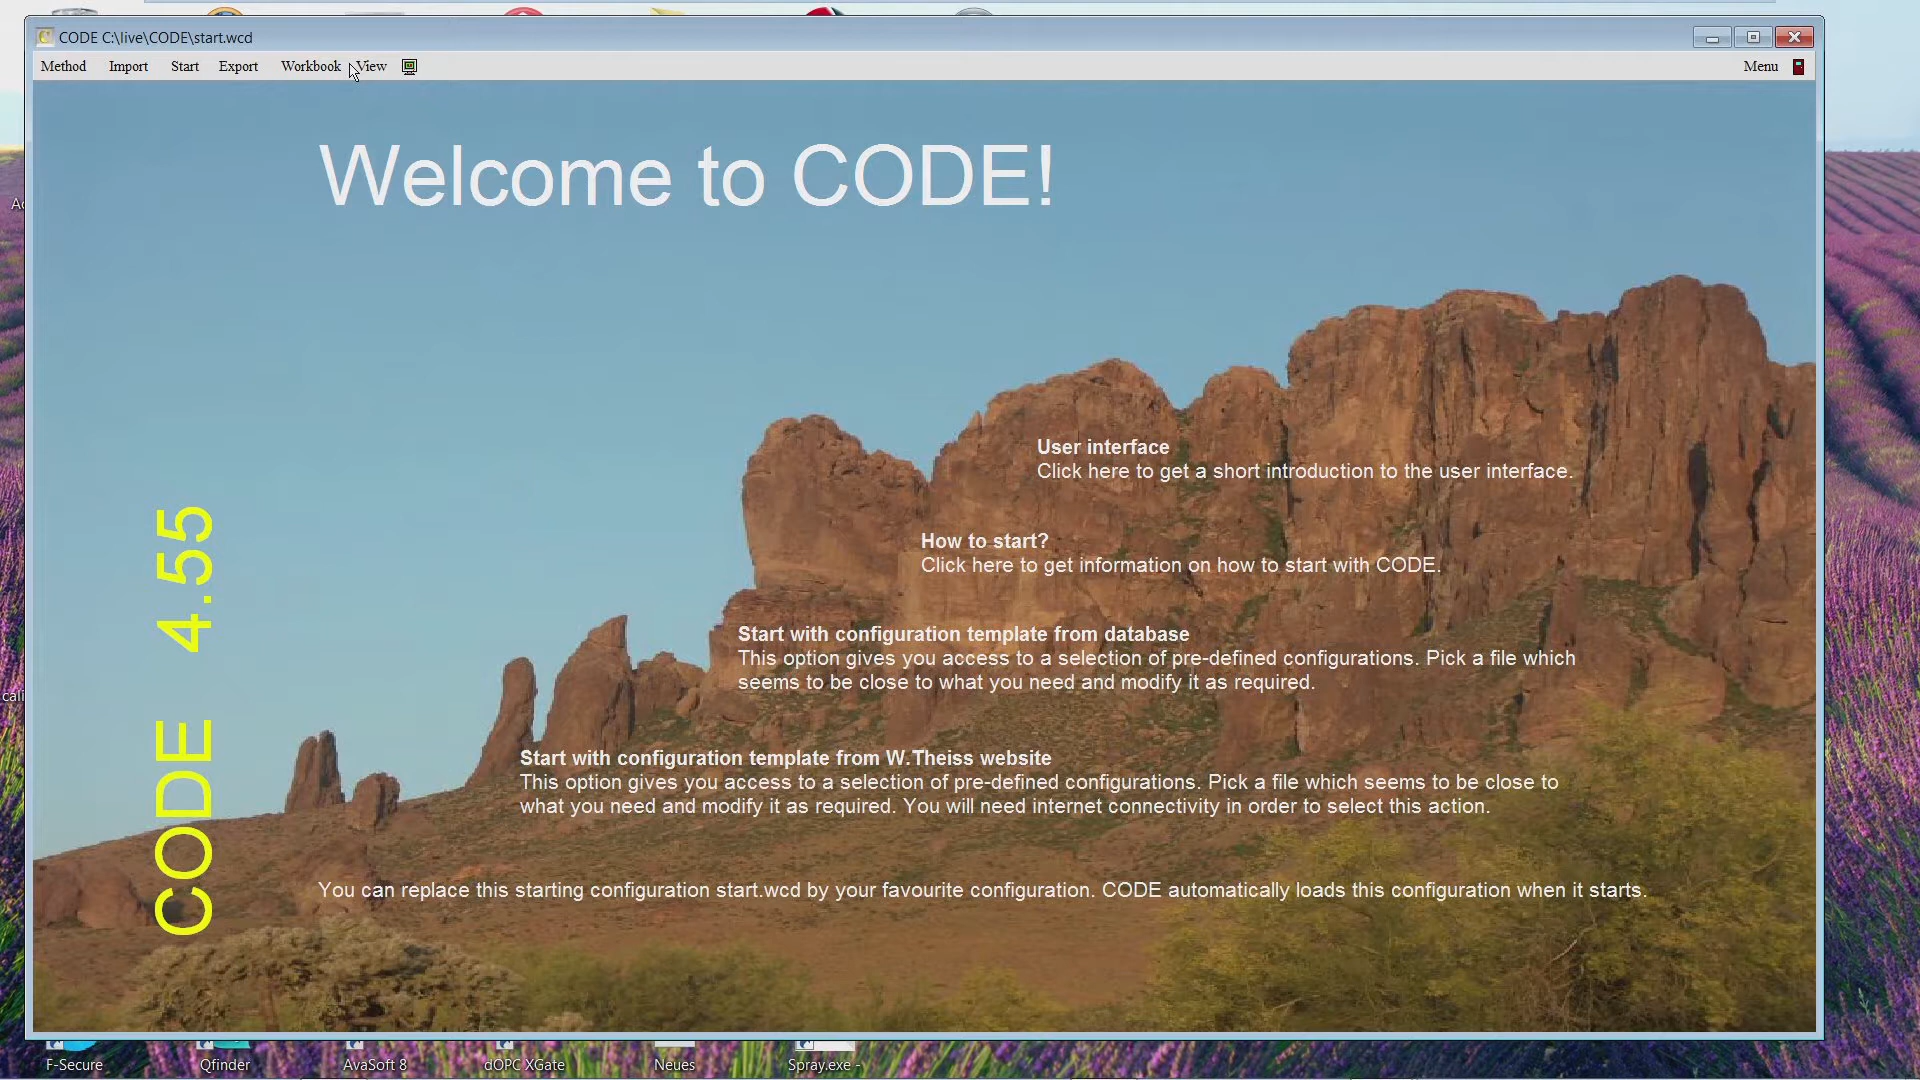 CODE C:\live\CODE\start.wcd
Method Import Start Export Workbook View Menu
Welcome to CODE!
User interface
Click here to get a short introduction to the user interface.
How to start?
Click here to get information on how to start with CODE.
Start with configuration template from database
This option gives you access to a selection of pre-defined configurations. Pick a file which
seems to be close to what you need and modify it as required.
Start with configuration template from W.Theiss website
This option gives you access to a selection of pre-defined configurations. Pick a file which seems to be close to
what you need and modify it as required. You will need internet connectivity in order to select this action.
You can replace this starting configuration start.wcd by your favourite configuration. CODE automatically loads this configuration when it starts.
CODE 4.55
F-Secure Qfinder AvaSoft 8 dOPC XGate Neues Spray.exe -